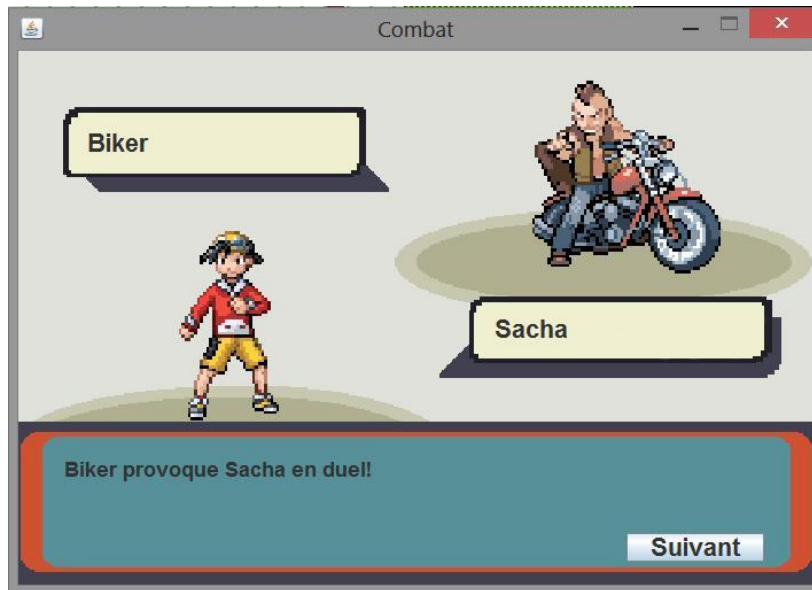 Combat
Biker
Sacha
Biker provoque Sacha en duel!
Suivant